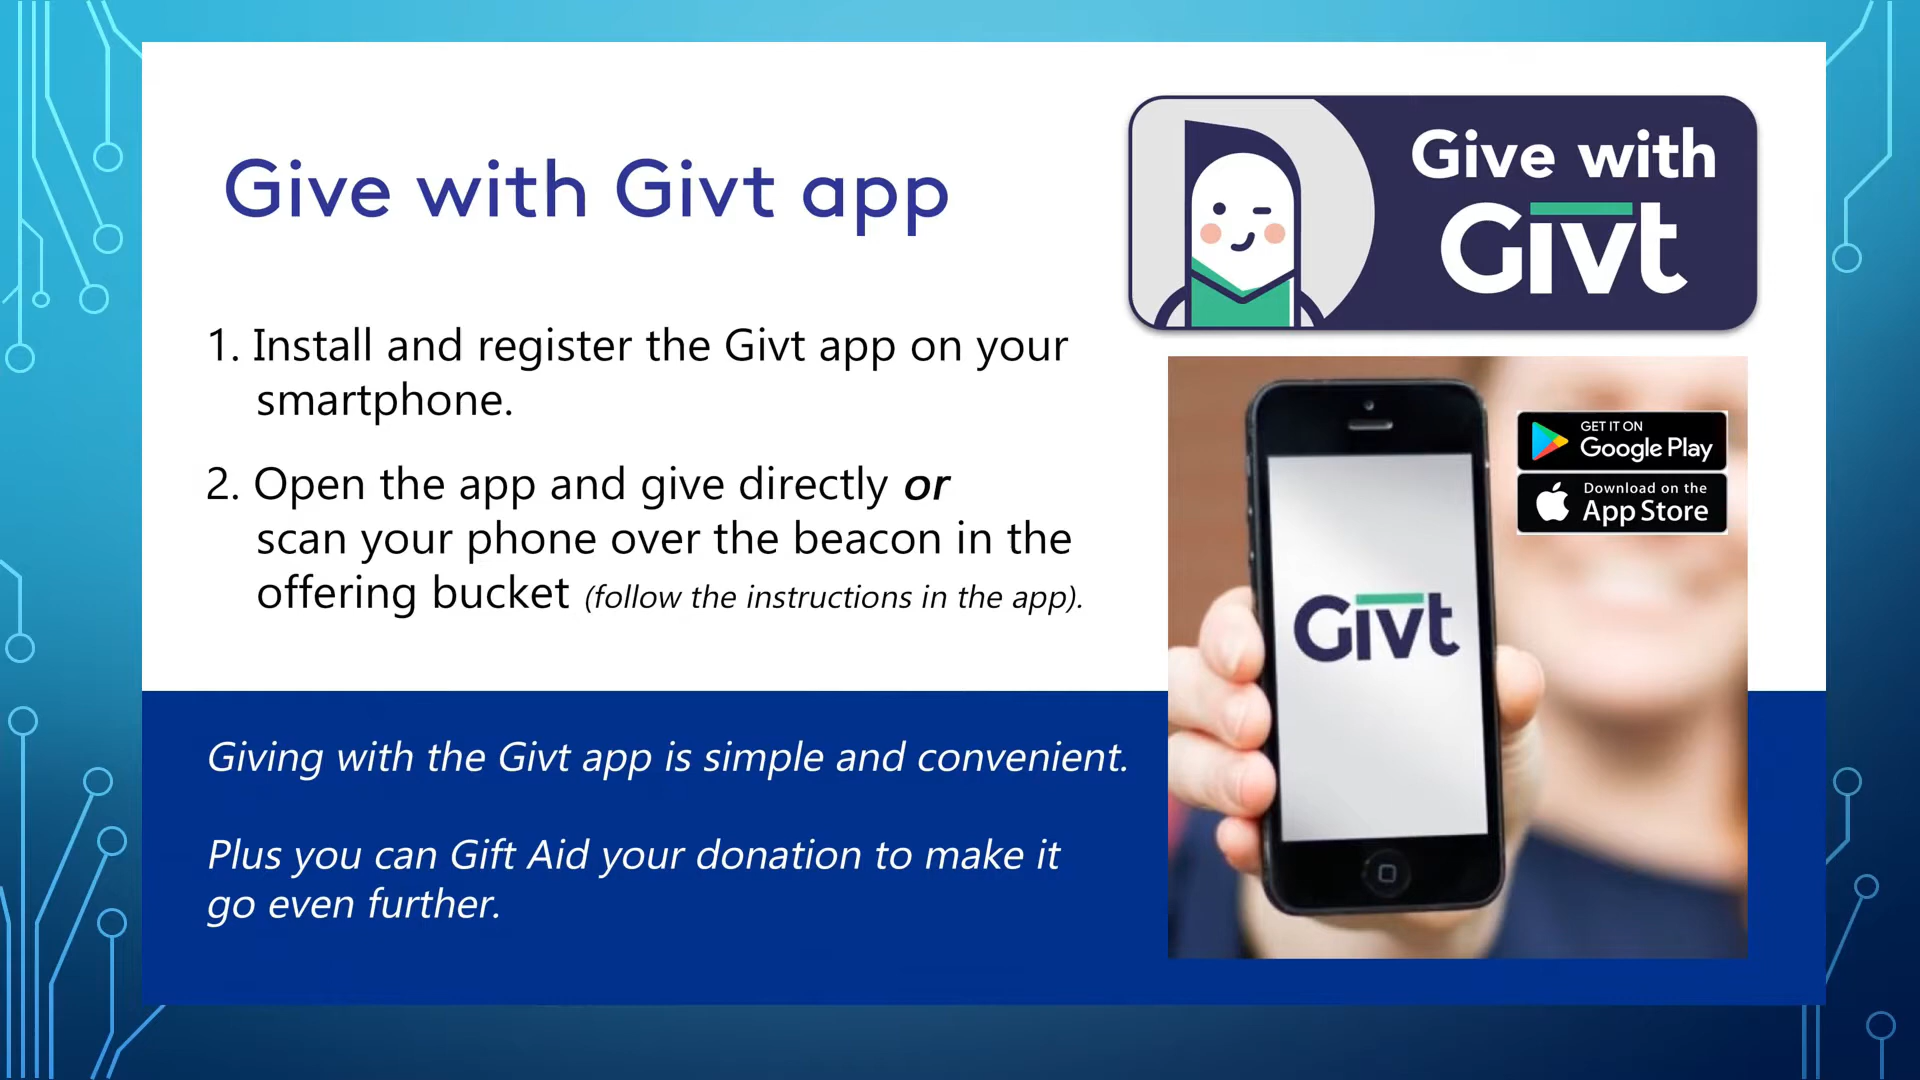 Give with Givt app
Give with
Givt
1. Install and register the Givt app on your
smartphone.
2. Open the app and give directly or
scan your phone over the beacon in the
offering bucket (follow the instructions in the app).
GET IT ON
Google Play
Download on the
App Store
Givt
Giving with the Givt app is simple and convenient.
Plus you can Gift Aid your donation to make it
go even further.